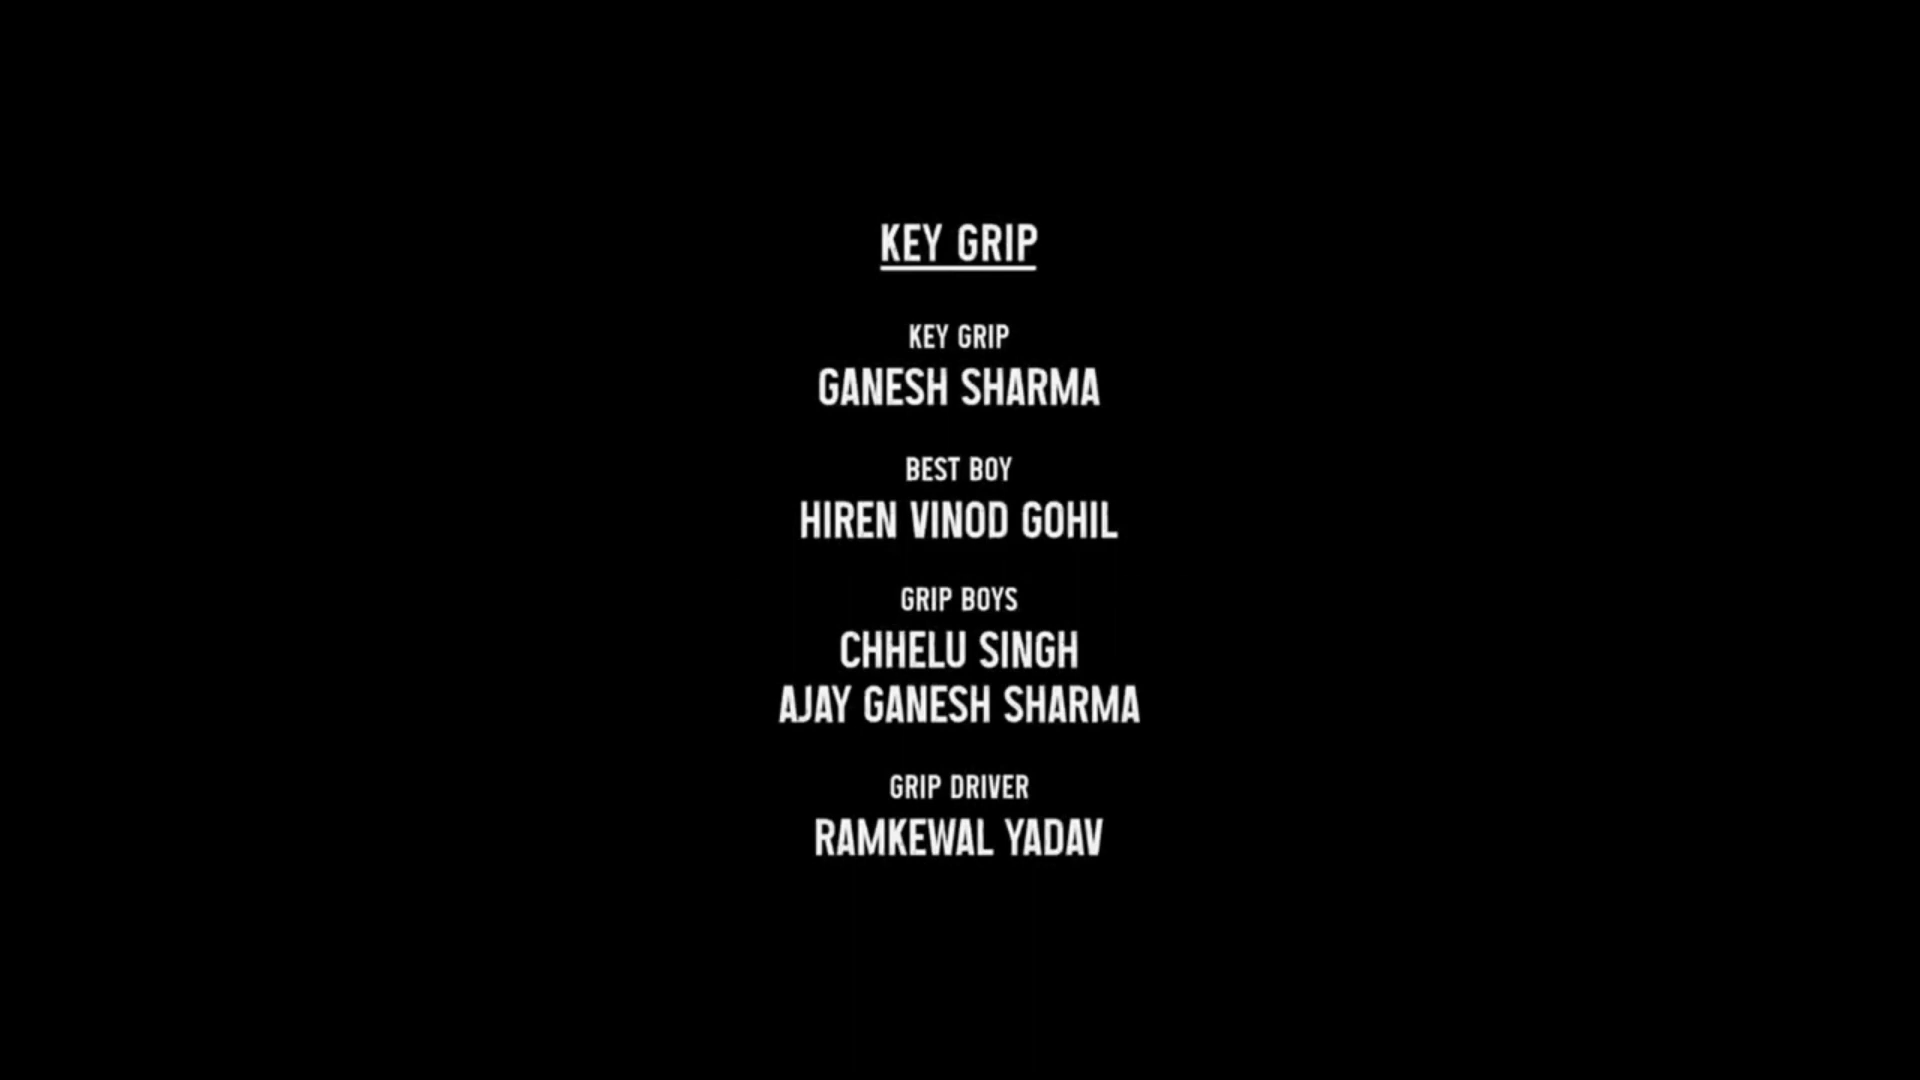 KEY GRIP
KEY GRIP
GANESH SHARMA
BEST BOY
HIREN VINOD GOHIL
GRIP BOYS
CHHELU SINGH
AJAY GANESH SHARMA
GRIP DRIVER
RAMKEWAL YADAV